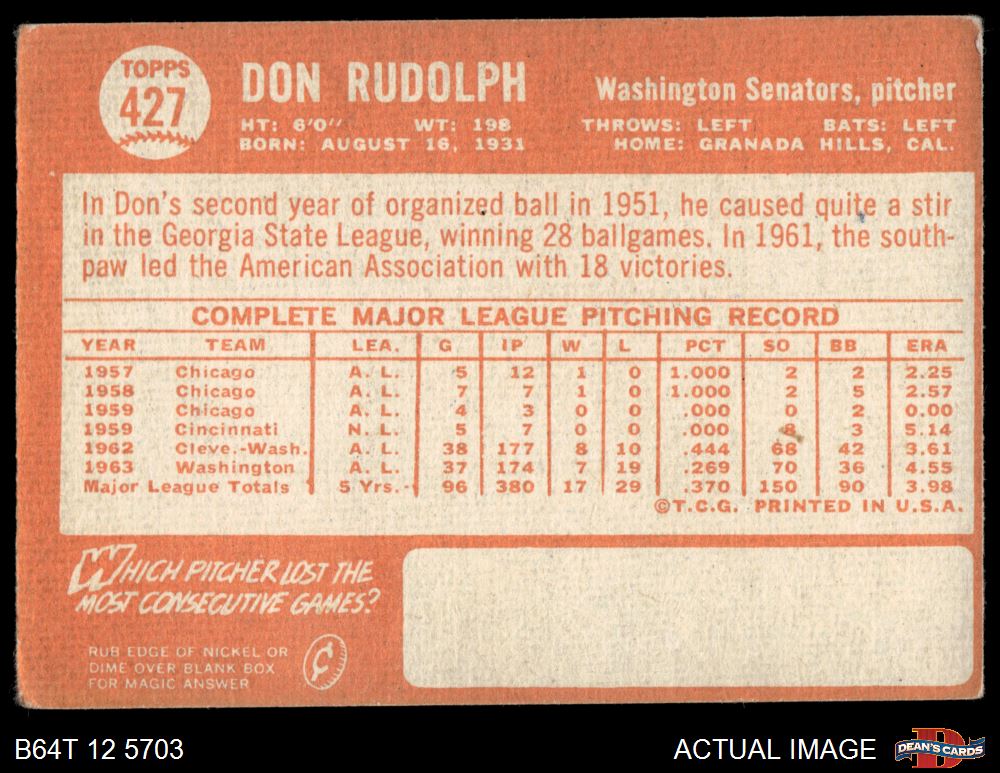 TOPPS
427
DON RUDOLPH
Washington Senators, pitcher
HT: 6'0" WT: 198
THROWS: LEFT BATS: LEFT
BORN: AUGUST 16, 1931
HOME: GRANADA HILLS, CAL.
In Don's second year of organized ball in 1951, he caused quite a stir
in the Georgia State League, winning 28 ballgames. In 1961, the south-
paw led the American Association with 18 victories.
COMPLETE MAJOR LEAGUE PITCHING RECORD
YEAR TEAM LEA. G IP W L PCT SO BB ERA
1957 Chicago A. L. 5 12 1 0 1.000 2 2 2.25
1958 Chicago A. L. 7 7 1 0 1.000 2 5 2.57
1959 Chicago A. L. 4 3 0 0 .000 0 2 0.00
1959 Cincinnati N. L. 5 7 0 0 .000 8 3 5.14
1962 Cleve.-Wash. A. L. 38 177 8 10 .444 68 42 3.61
1963 Washington A. L. 37 174 7 19 .269 70 36 4.55
Major League Totals 5 Yrs.- 96 380 17 29 .370 150 90 3.98
©T.C.G. PRINTED IN U.S.A.
WHICH PITCHER LOST THE
MOST CONSECUTIVE GAMES?
RUB EDGE OF NICKEL OR
DIME OVER BLANK BOX
FOR MAGIC ANSWER
¢
B64T 12 5703
ACTUAL IMAGE
D
DEAN'S CARDS